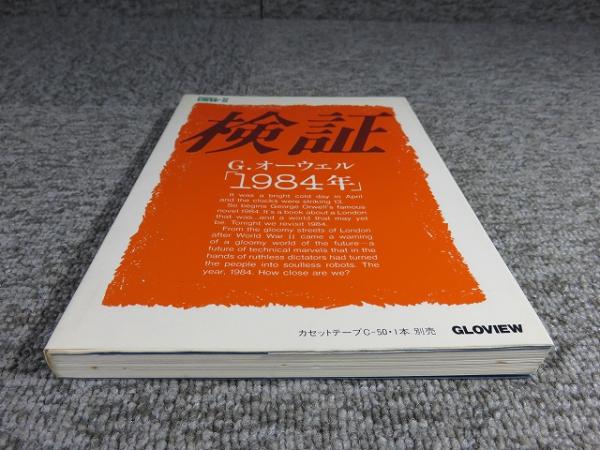 検証
G.オーウェル
「1984年」
It was a bright cold day in April
and the clocks were striking 13.
So begins George Orwell's famous
novel 1984. It's a book about a London
that was...and a world that may yet
be. Tonight we revisit 1984.
From the gloomy streets of London
after World War II came a warning
of a gloomy world of the future—a
future of technical marvels that in the
hands of ruthless dictators had turned
the people into soulless robots. The
year, 1984. How close are we?
カセットテープC-50・1本 別売 GLOVIEW